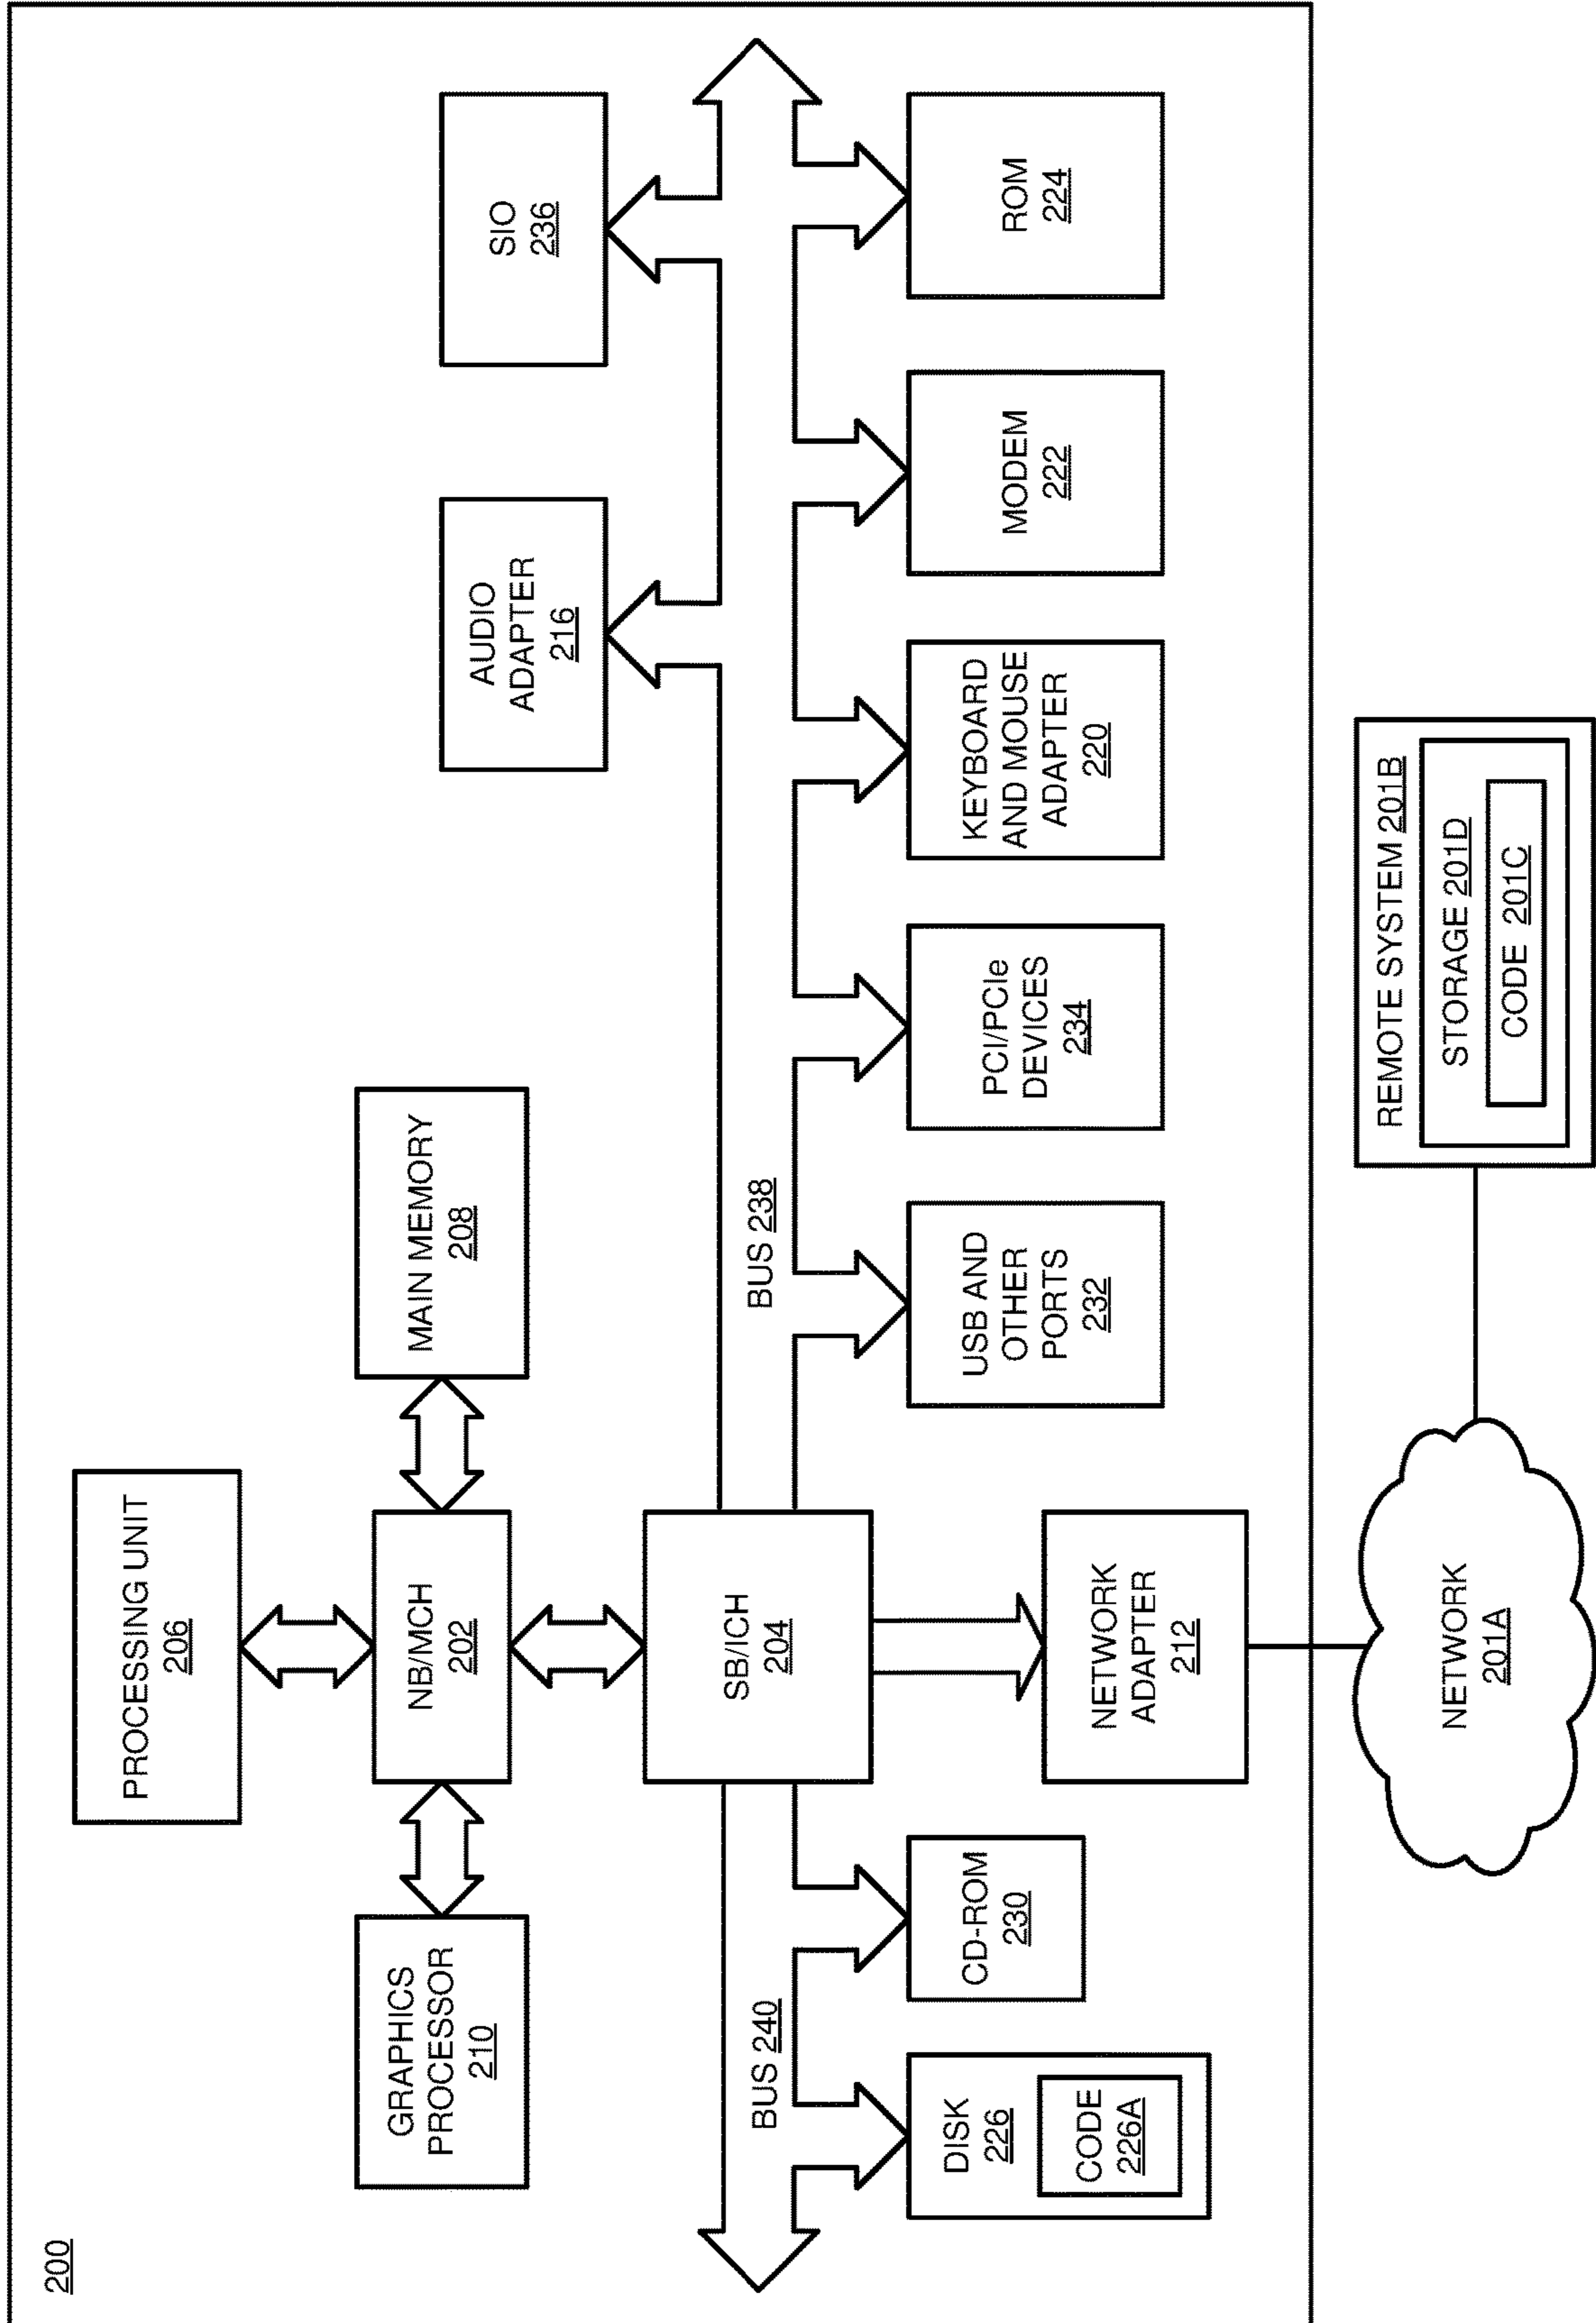 200
PROCESSING UNIT
206
GRAPHICS
PROCESSOR
210
NB/MCH
202
MAIN MEMORY
208
AUDIO
ADAPTER
216
SIO
236
SB/ICH
204
BUS 240
BUS 238
DISK
226
CODE
226A
CD-ROM
230
NETWORK
ADAPTER
212
USB AND
OTHER
PORTS
232
PCI/PCIe
DEVICES
234
KEYBOARD
AND MOUSE
ADAPTER
220
MODEM
222
ROM
224
NETWORK
201A
REMOTE SYSTEM 201B
STORAGE 201D
CODE 201C